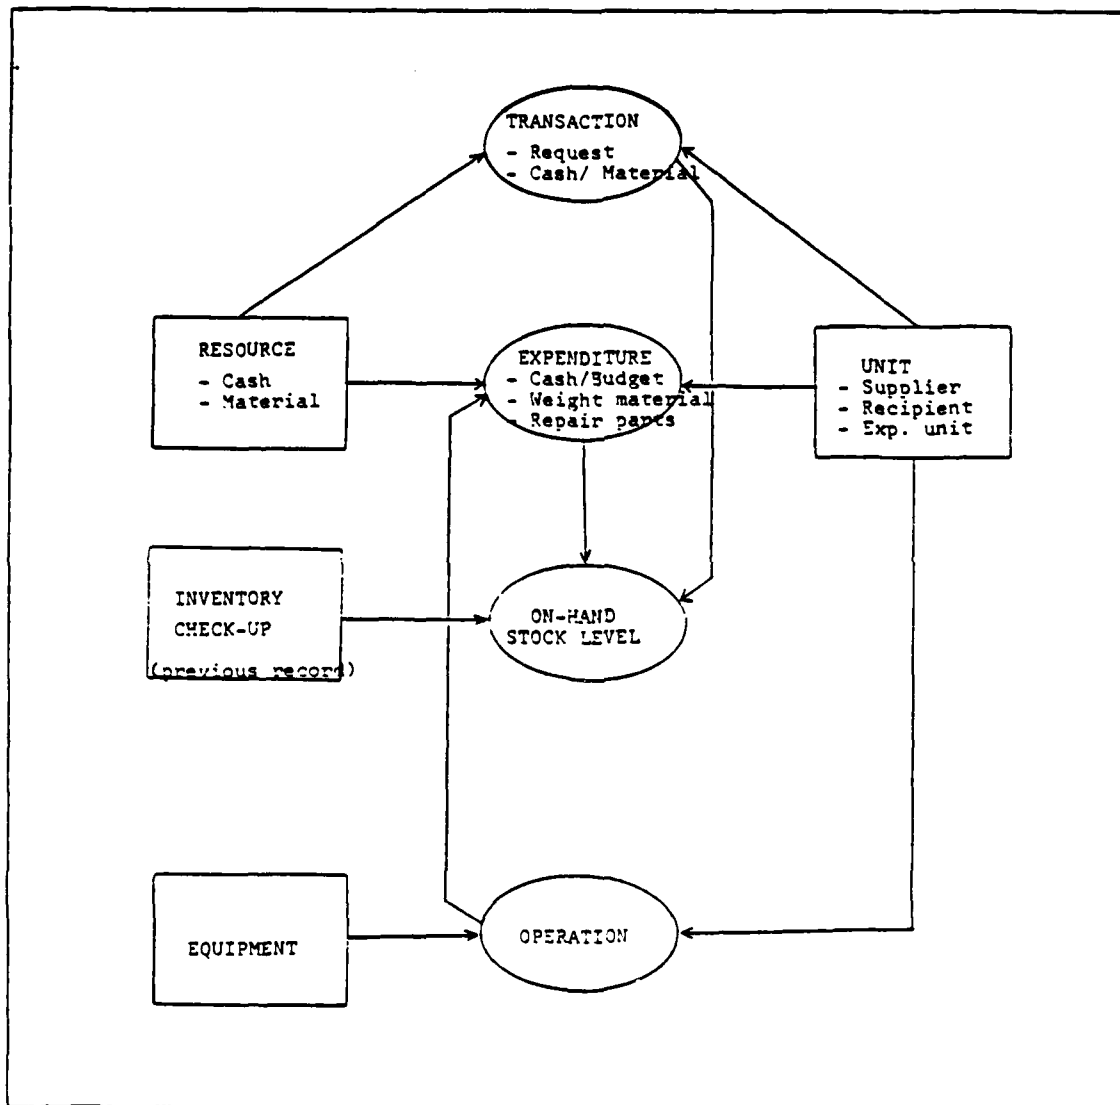 TRANSACTION
- Request
- Cash/ Material
RESOURCE
- Cash
- Material
EXPENDITURE
- Cash/Budget
- Weight material
- Repair parts
UNIT
- Supplier
- Recipient
- Exp. unit
INVENTORY
CHECK-UP
(previous record)
ON-HAND
STOCK LEVEL
EQUIPMENT
OPERATION